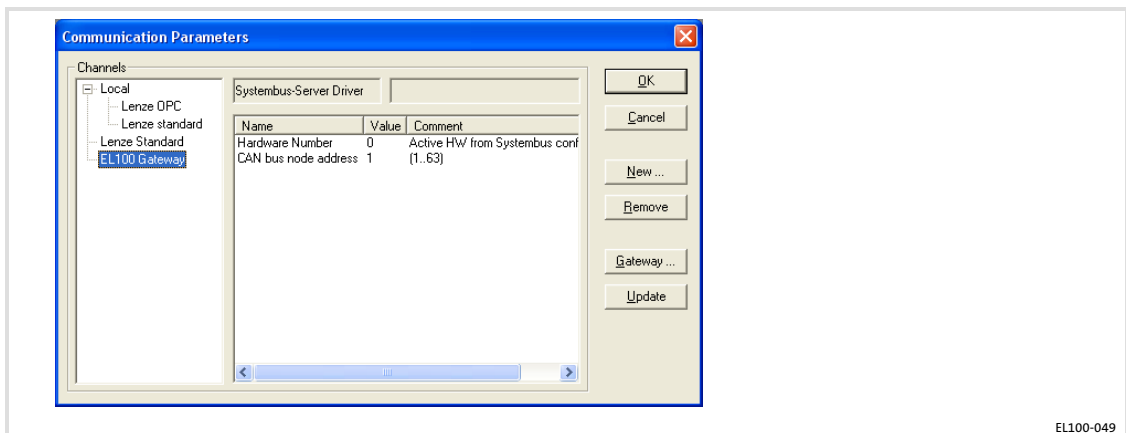 Communication Parameters
Channels
Local
Lenze OPC
Lenze standard
Lenze Standard
EL100 Gateway
Systembus-Server Driver
Name Value Comment
Hardware Number 0 Active HW from Systembus conf
CAN bus node address 1 (1..63)
OK
Cancel
New ...
Remove
Gateway ...
Update
EL100-049